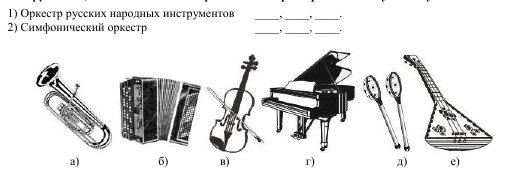 1) Оркестр русских народных инструментов ____, ____, ____.
2) Симфонический оркестр ____, ____, ____.
а) б) в) г) д) е)